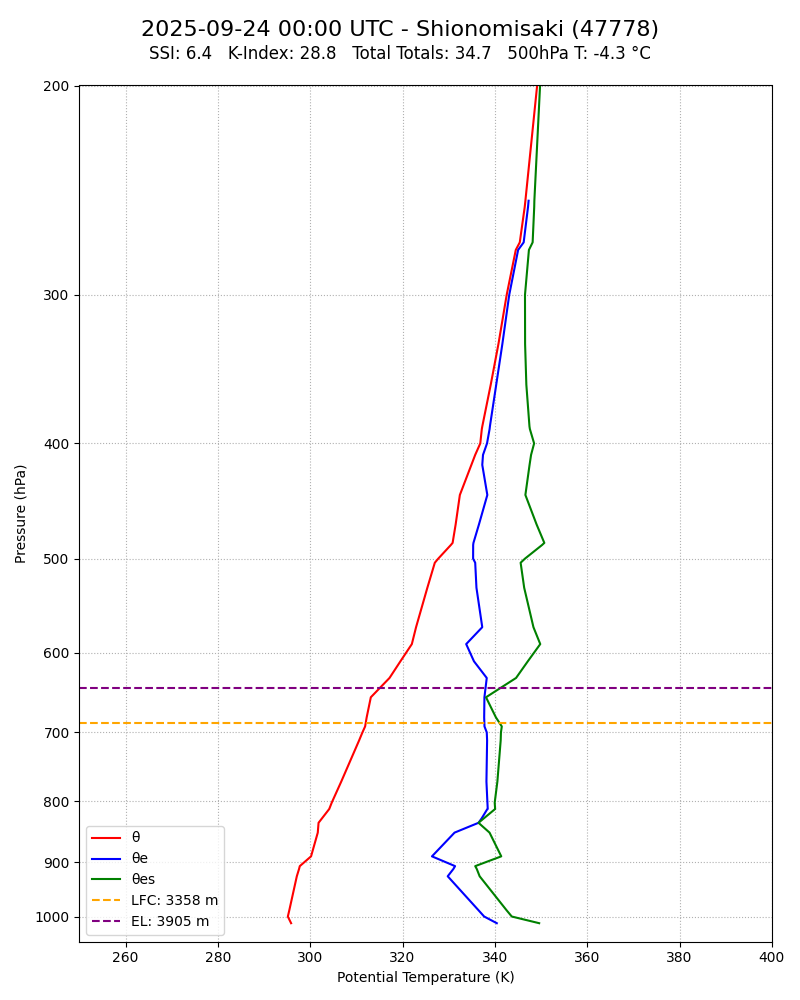 2025-09-24 00:00 UTC - Shionomisaki (47778)
SSI: 6.4   K-Index: 28.8   Total Totals: 34.7   500hPa T: -4.3 °C
200
300
400
500
600
700
800
900
1000
Pressure (hPa)
θ
θe
θes
LFC: 3358 m
EL: 3905 m
260
280
300
320
340
360
380
400
Potential Temperature (K)